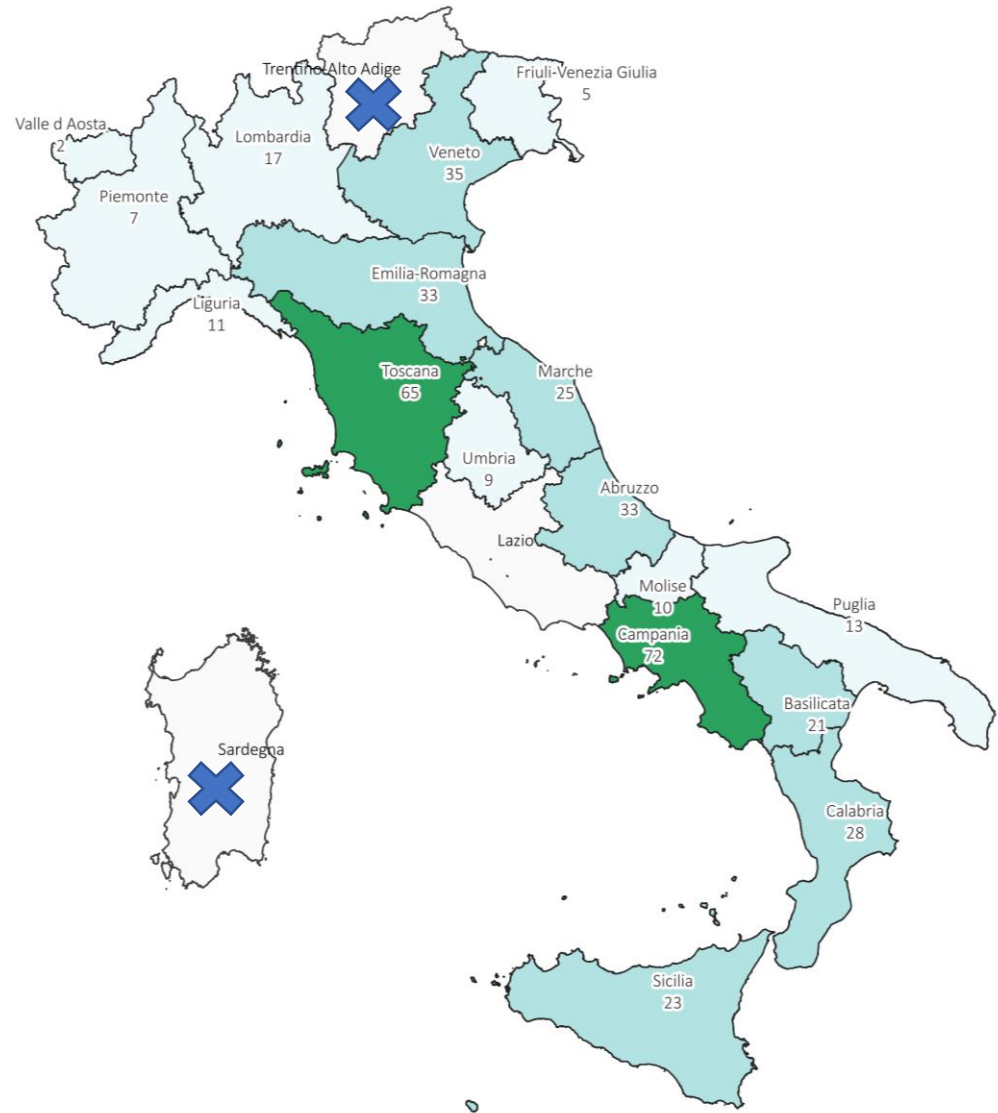 Trentino-Alto Adige
Friuli-Venezia Giulia
5
Valle d Aosta
2
Lombardia
17
Veneto
35
Piemonte
7
Emilia-Romagna
33
Liguria
11
Toscana
65
Marche
25
Umbria
9
Abruzzo
33
Lazio
Molise
10
Puglia
13
Campania
72
Basilicata
21
Sardegna
Calabria
28
Sicilia
23